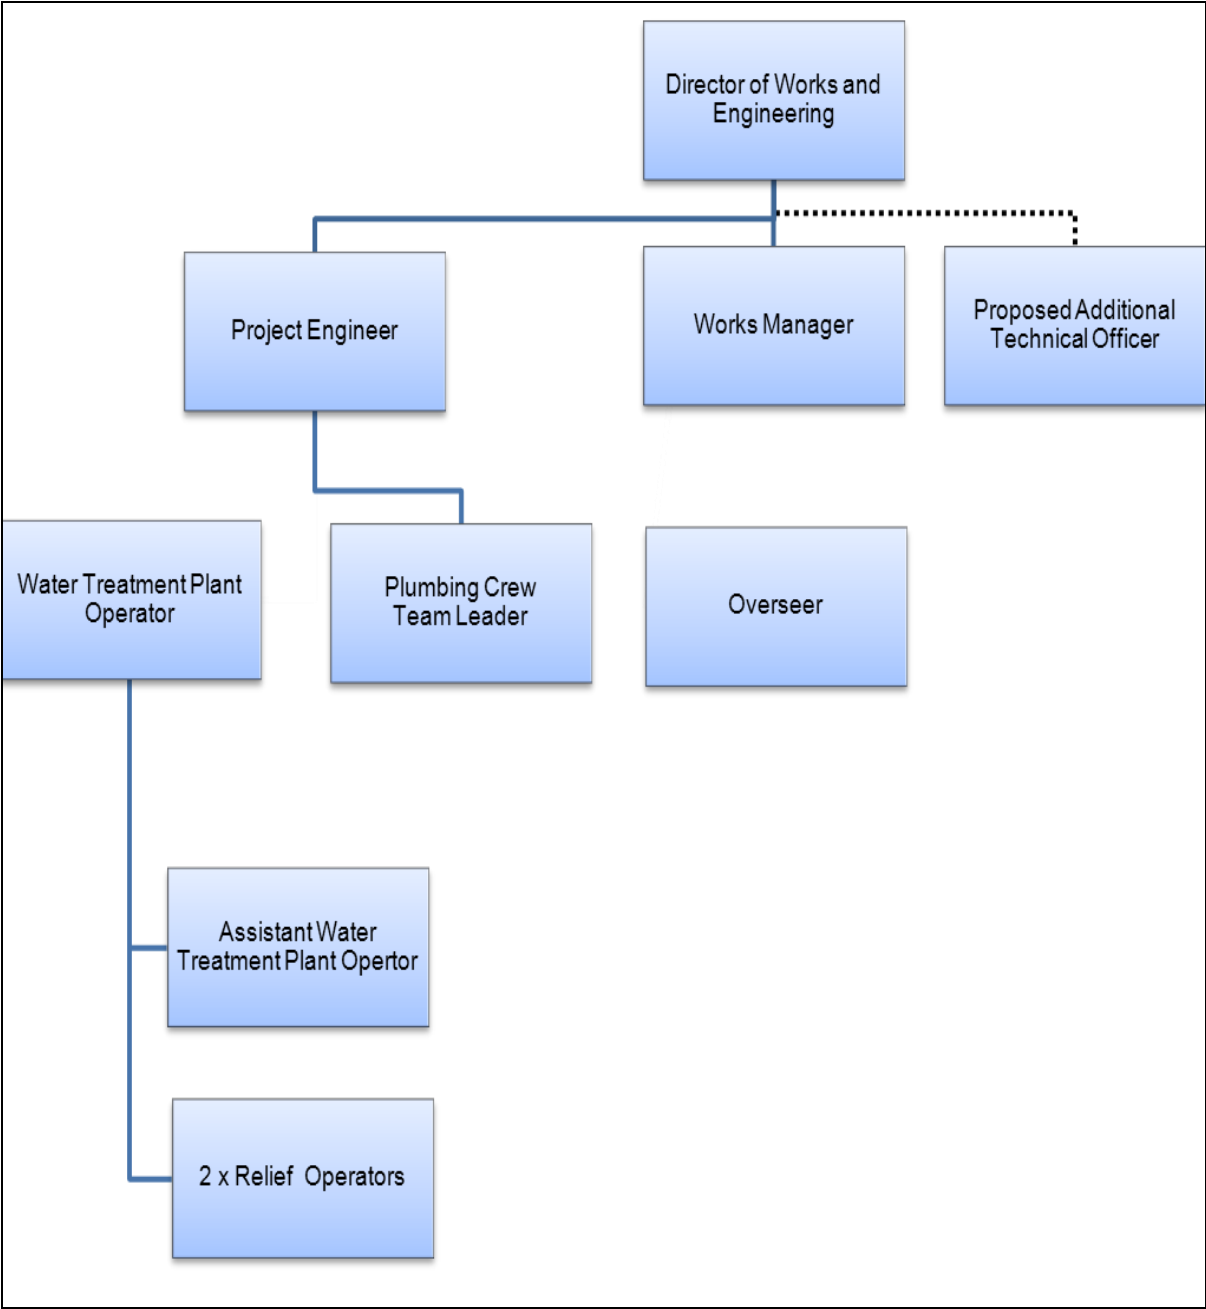 Director of Works and
Engineering
Project Engineer
Works Manager
Proposed Additional
Technical Officer
Water Treatment Plant
Operator
Plumbing Crew
Team Leader
Overseer
Assistant Water
Treatment Plant Opertor
2 x Relief Operators